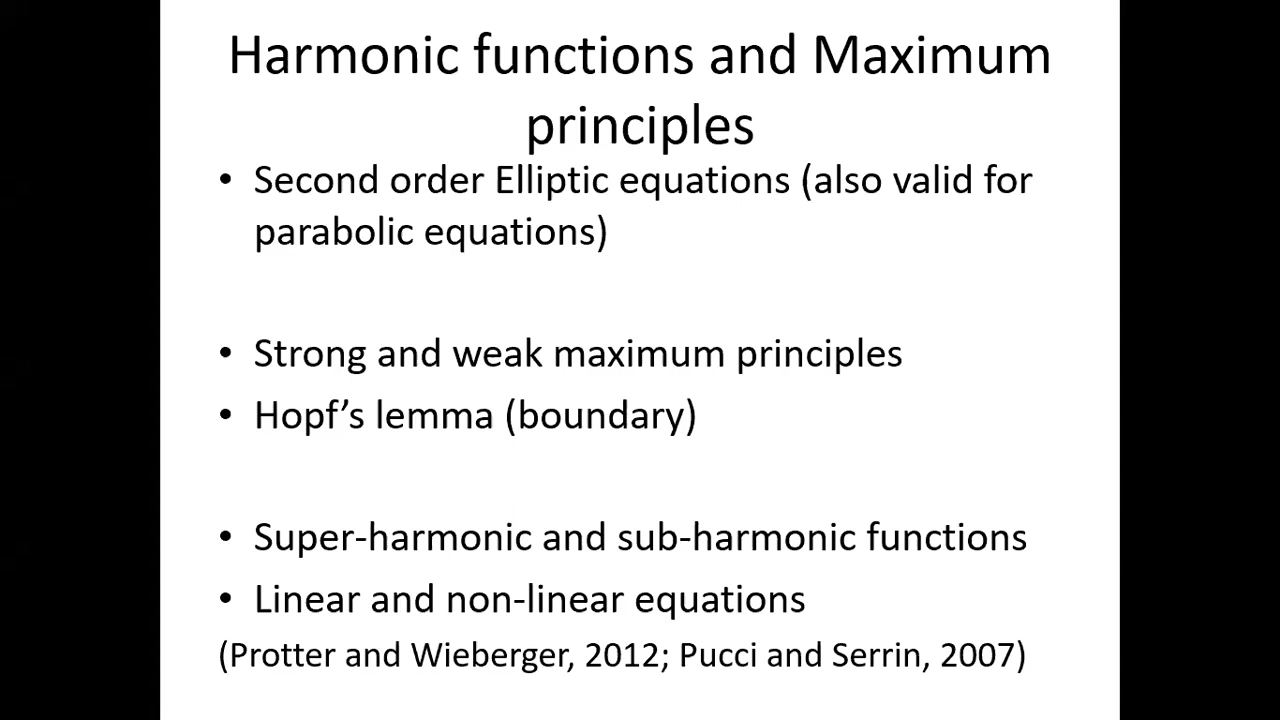 Harmonic functions and Maximum
principles
• Second order Elliptic equations (also valid for
parabolic equations)
• Strong and weak maximum principles
• Hopf’s lemma (boundary)
• Super-harmonic and sub-harmonic functions
• Linear and non-linear equations
(Protter and Wieberger, 2012; Pucci and Serrin, 2007)